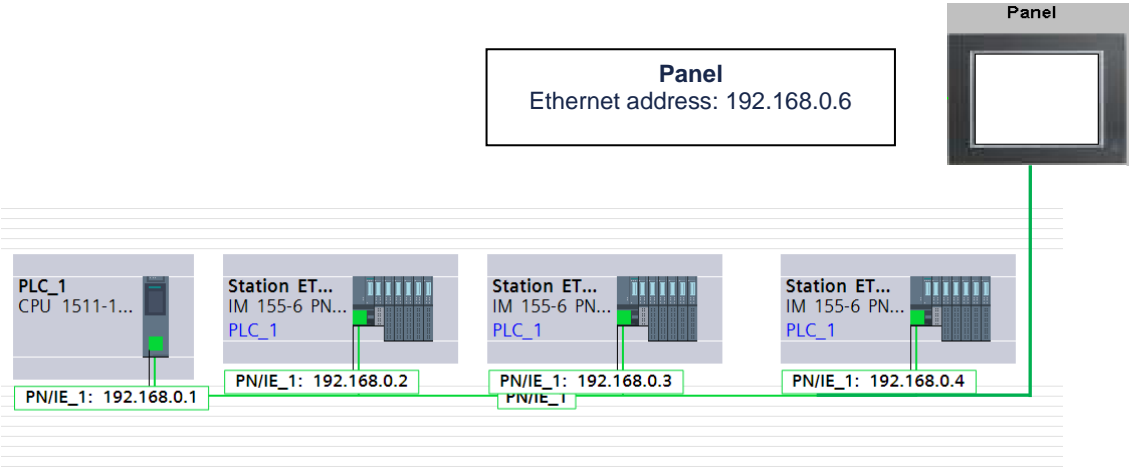 Panel
Panel
Ethernet address: 192.168.0.6
PLC_1
CPU 1511-1...
Station ET...
IM 155-6 PN...
PLC_1
Station ET...
IM 155-6 PN...
PLC_1
Station ET...
IM 155-6 PN...
PLC_1
PN/IE_1: 192.168.0.1
PN/IE_1: 192.168.0.2
PN/IE_1: 192.168.0.3
PN/IE_1: 192.168.0.4
PN/IE_1